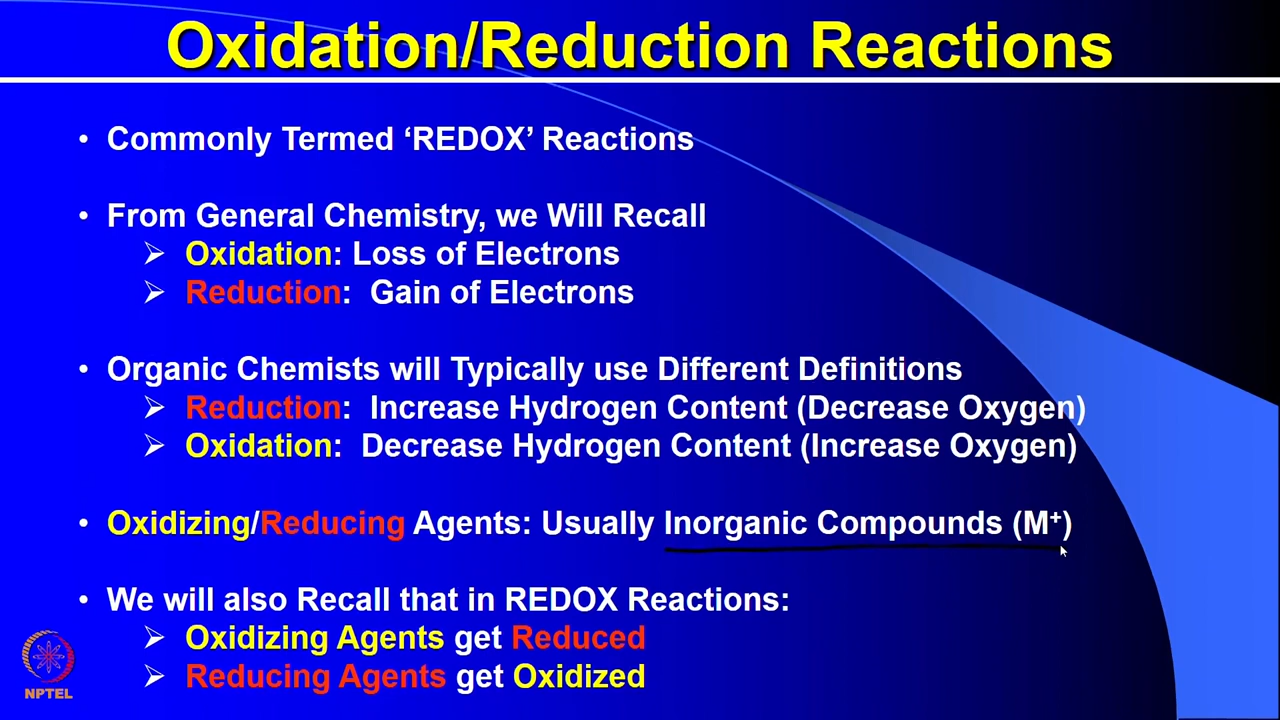 Oxidation/Reduction Reactions
• Commonly Termed ‘REDOX’ Reactions
• From General Chemistry, we Will Recall
➢ Oxidation: Loss of Electrons
➢ Reduction: Gain of Electrons
• Organic Chemists will Typically use Different Definitions
➢ Reduction: Increase Hydrogen Content (Decrease Oxygen)
➢ Oxidation: Decrease Hydrogen Content (Increase Oxygen)
• Oxidizing/Reducing Agents: Usually Inorganic Compounds (M⁺)
• We will also Recall that in REDOX Reactions:
➢ Oxidizing Agents get Reduced
➢ Reducing Agents get Oxidized
NPTEL